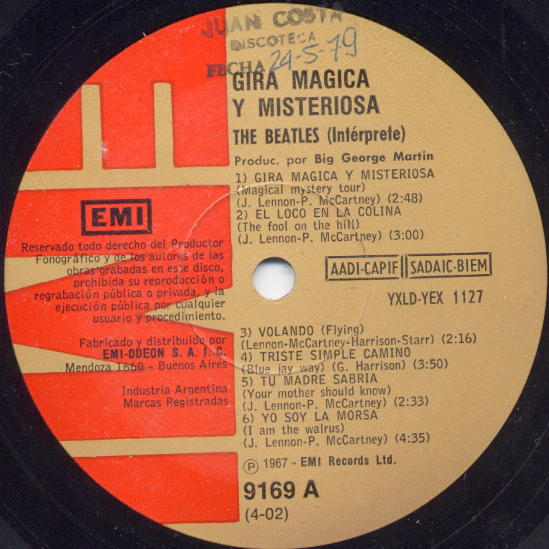 JUAN COSTA
DISCOTECA
FECHA 24-5-79
GIRA MAGICA
Y MISTERIOSA
THE BEATLES (Intérprete)
Produc. por Big George Martin
1) GIRA MAGICA Y MISTERIOSA
(Magical mystery tour)
(J. Lennon-P. McCartney) (2:48)
2) EL LOCO EN LA COLINA
(The fool on the hill)
(J. Lennon-P. McCartney) (3:00)
EMI
Reservado todo derecho del Productor
Fonográfico y de los autores de las
obras grabadas en este disco,
prohibida su reproducción o
regrabación pública o privada, y la
ejecución pública por cualquier
usuario y procedimiento.
Fabricado y distribuido por
EMI-ODEON S. A. I. C.
Mendoza 1660 - Buenos Aires
Industria Argentina
Marcas Registradas
AADI-CAPIF SADAIC-BIEM
YXLD-YEX 1127
3) VOLANDO (Flying)
(Lennon-McCartney-Harrison-Starr) (2:16)
4) TRISTE SIMPLE CAMINO
(Blue jay way) (G. Harrison) (3:50)
5) TU MADRE SABRIA
(Your mother should know)
(J. Lennon-P. McCartney) (2:33)
6) YO SOY LA MORSA
(I am the walrus)
(J. Lennon-P. McCartney) (4:35)
Ⓟ 1967 - EMI Records Ltd.
9169 A
(4-02)